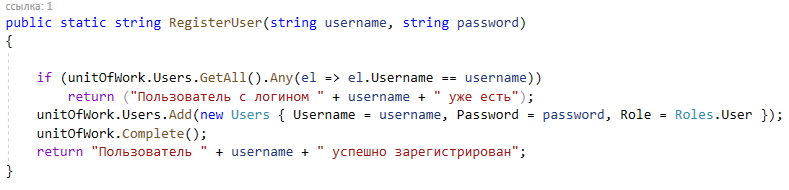 ссылка: 1
public static string RegisterUser(string username, string password)
{
if (unitOfWork.Users.GetAll().Any(el => el.Username == username))
return ("Пользователь с логином " + username + " уже есть");
unitOfWork.Users.Add(new Users { Username = username, Password = password, Role = Roles.User });
unitOfWork.Complete();
return "Пользователь " + username + " успешно зарегистрирован";
}